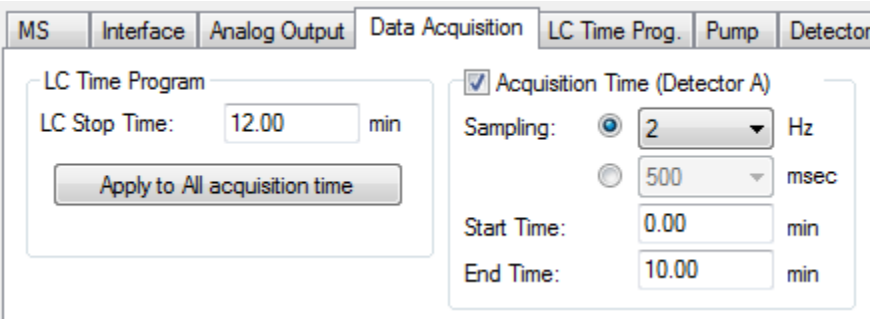 MS Interface Analog Output Data Acquisition LC Time Prog. Pump Detector
LC Time Program
LC Stop Time: 12.00 min
Apply to All acquisition time
Acquisition Time (Detector A)
Sampling: 2 Hz
500 msec
Start Time: 0.00 min
End Time: 10.00 min